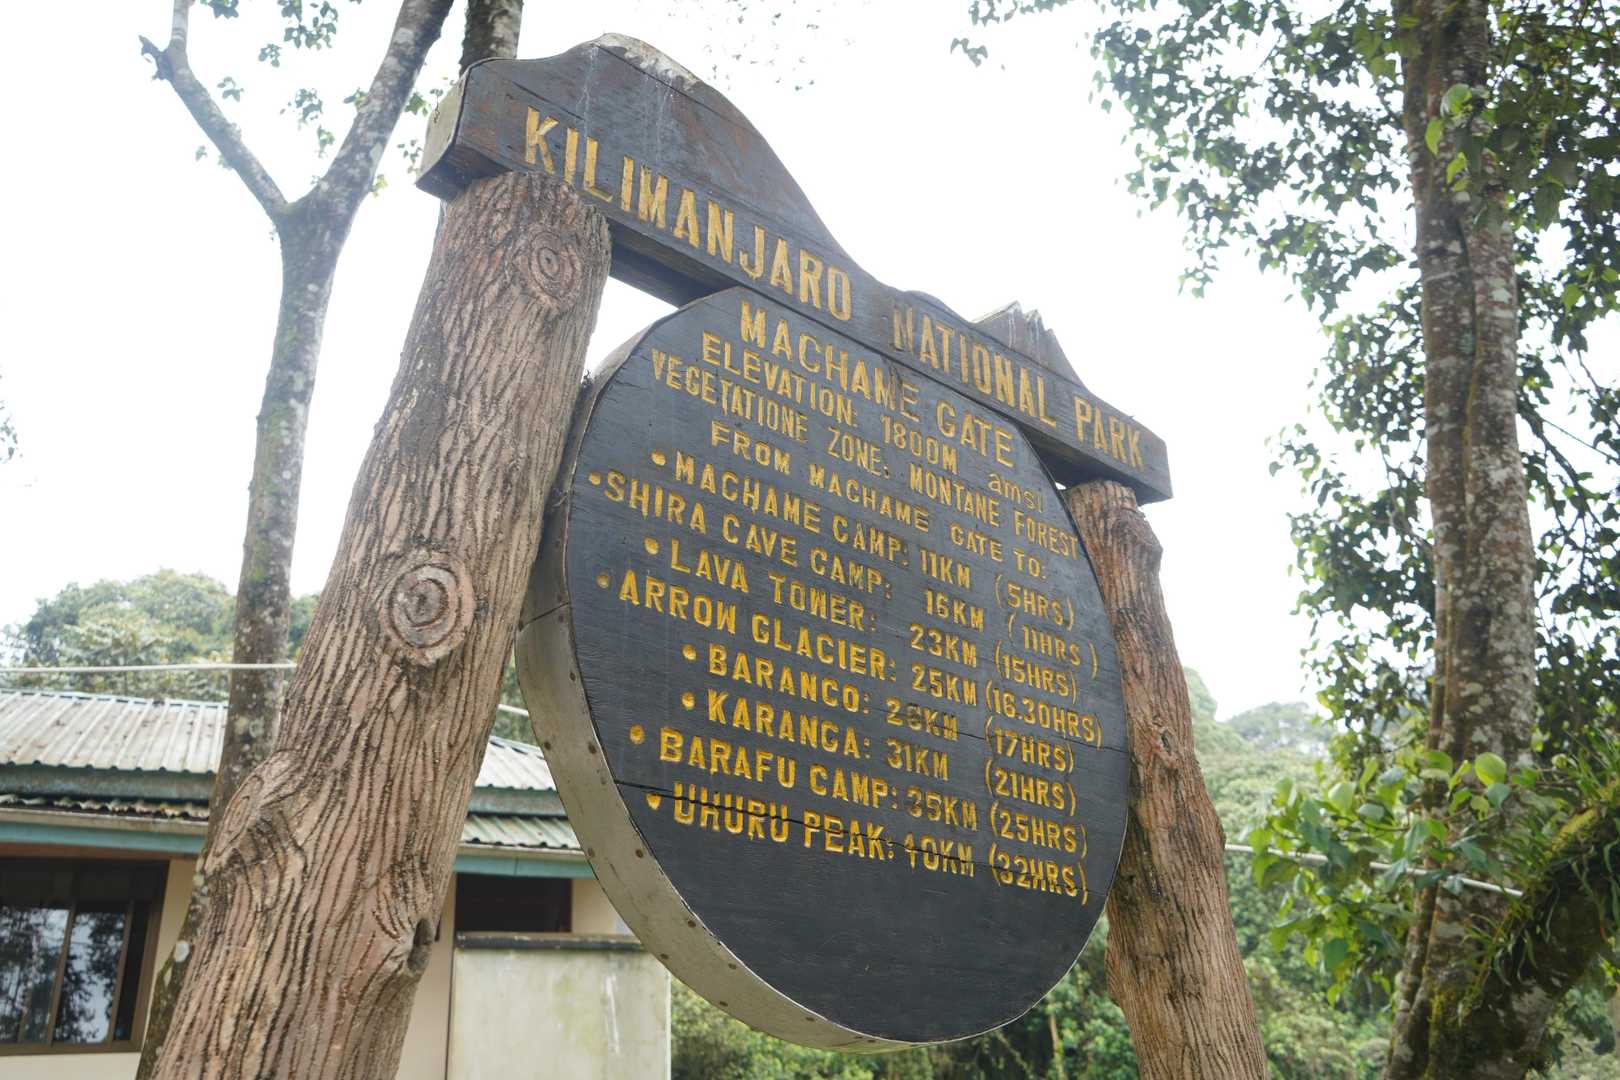 KILIMANJARO NATIONAL PARK
MACHAME GATE
ELEVATION: 1800M amsl
VEGETATIONE ZONE: MONTANE FOREST
FROM MACHAME GATE TO:
• MACHAME CAMP: 11KM (5HRS)
• SHIRA CAVE CAMP: 16KM (11HRS)
• LAVA TOWER: 23KM (15HRS)
• ARROW GLACIER: 25KM (16.30HRS)
• BARANCO: 26KM (17HRS)
• KARANGA: 31KM (21HRS)
• BARAFU CAMP: 35KM (25HRS)
• UHURU PEAK: 40KM (32HRS)